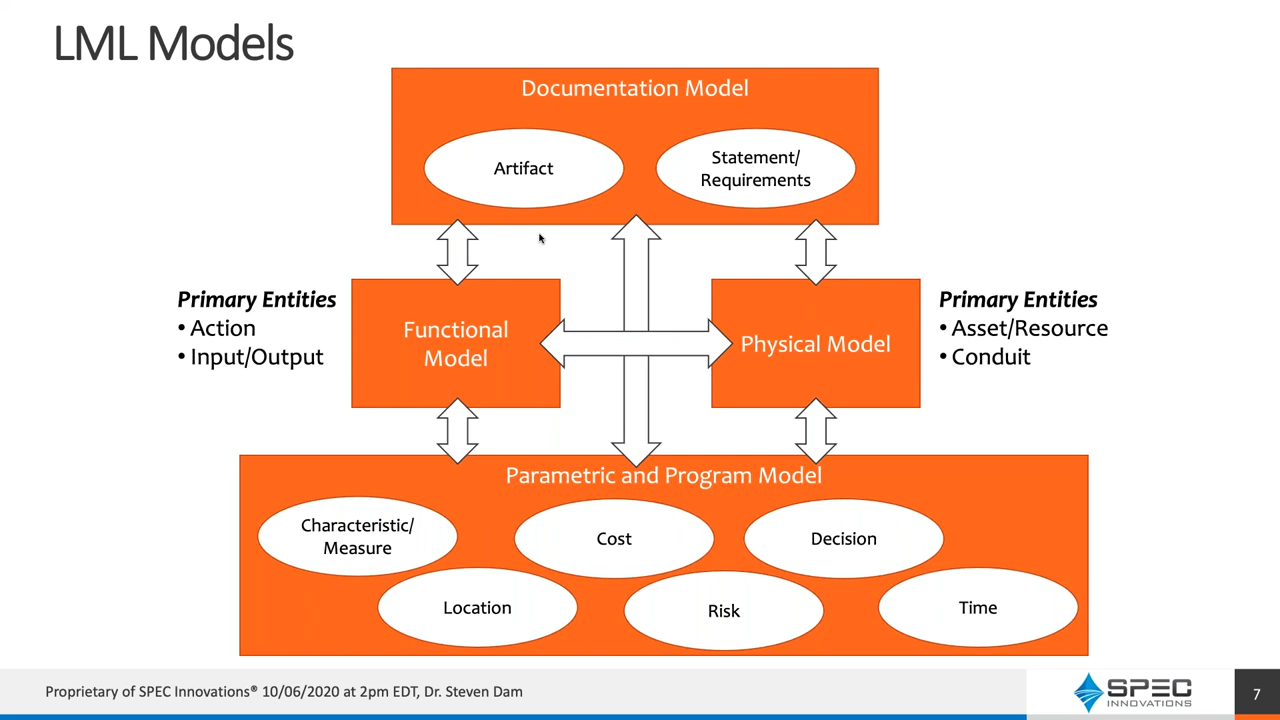 LML Models
Documentation Model
Artifact
Statement/
Requirements
Primary Entities
• Action
• Input/Output
Functional
Model
Physical Model
Primary Entities
• Asset/Resource
• Conduit
Parametric and Program Model
Characteristic/
Measure
Cost
Decision
Location
Risk
Time
Proprietary of SPEC Innovations® 10/06/2020 at 2pm EDT, Dr. Steven Dam
SPEC
INNOVATIONS
7